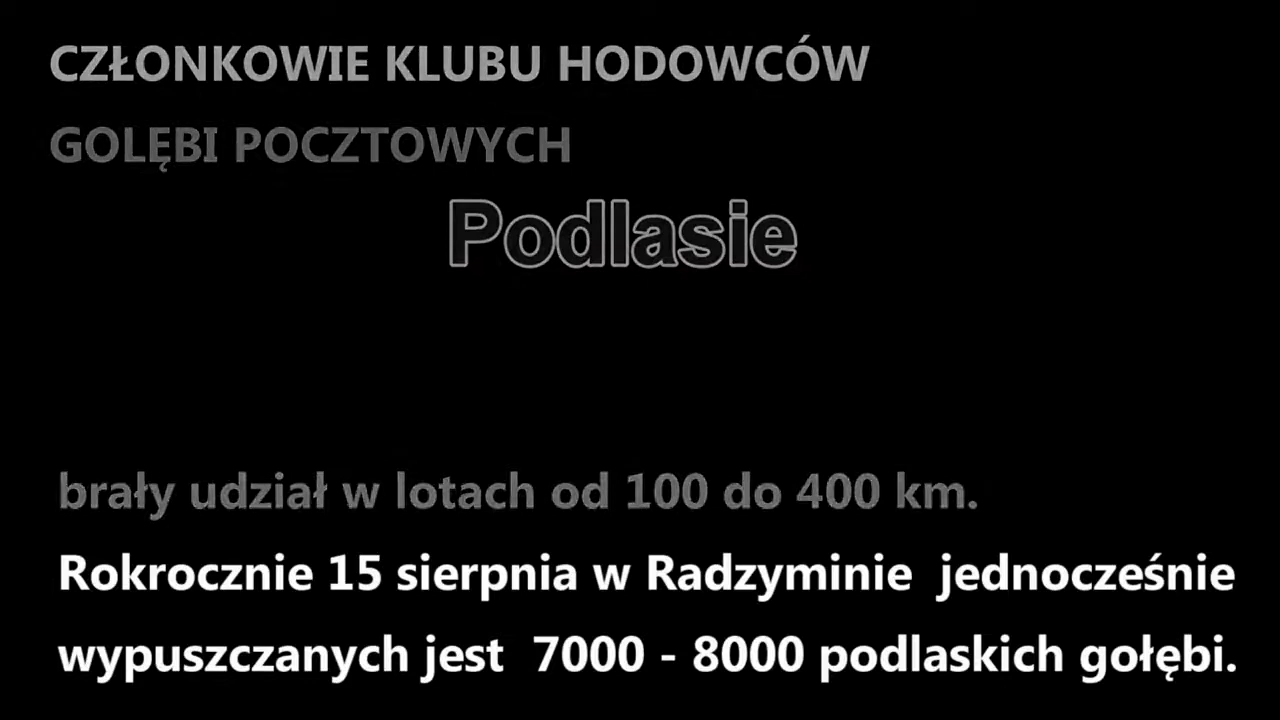 CZŁONKOWIE KLUBU HODOWCÓW
GOLĘBI POCZTOWYCH
Podlasie
brały udział w lotach od 100 do 400 km.
Rokrocznie 15 sierpnia w Radzyminie jednocześnie
wypuszczanych jest 7000 - 8000 podlaskich gołębi.